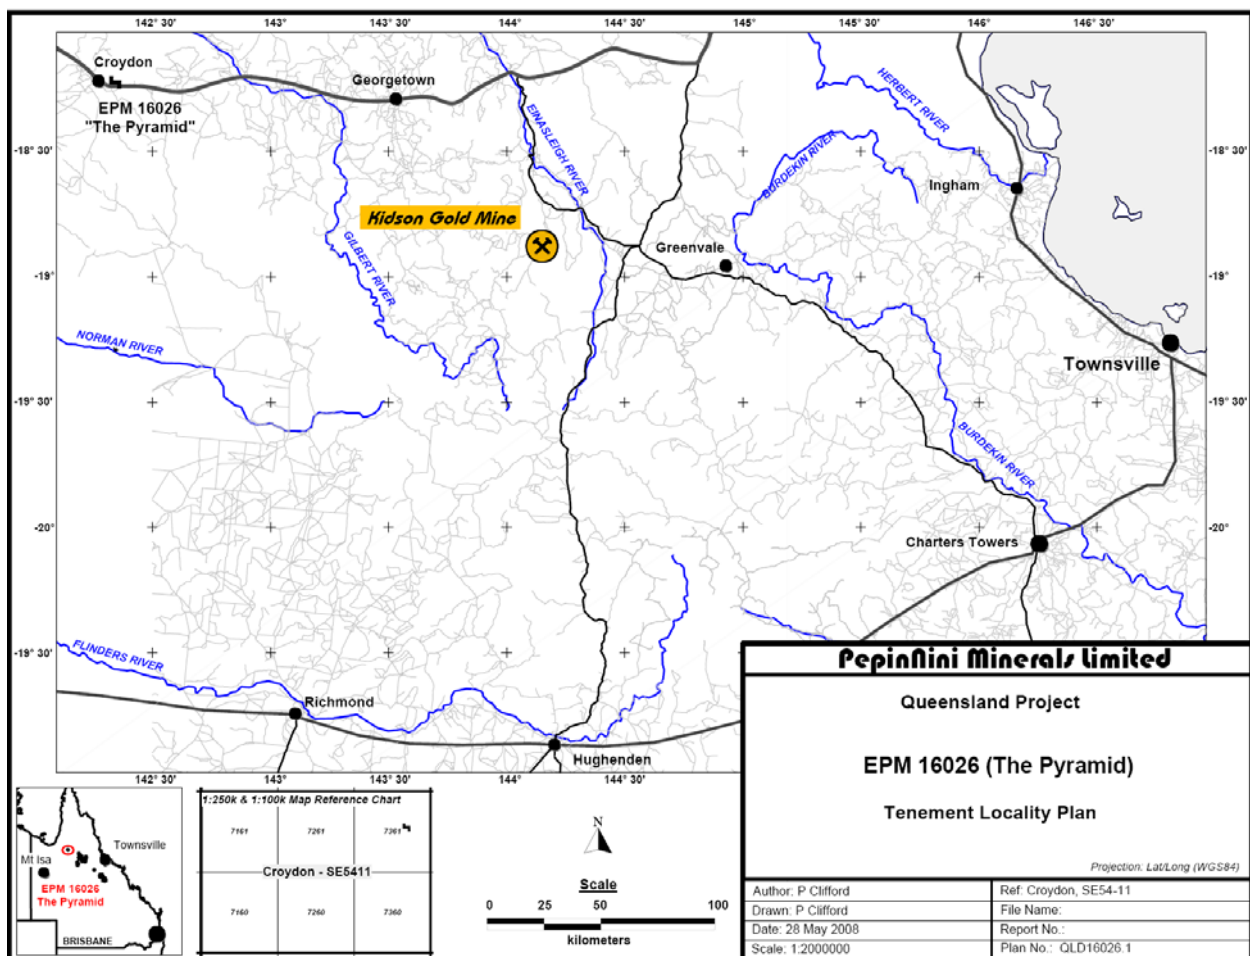 142° 30'
143°
143° 30'
144°
144° 30'
145°
145° 30'
146°
146° 30'
Croydon
EPM 16026
"The Pyramid"
Georgetown
EINASLEIGH RIVER
HERBERT RIVER
BURDEKIN RIVER
Ingham
-18° 30'
-18° 30'
Kidson Gold Mine
GILBERT RIVER
Greenvale
-19°
-19°
NORMAN RIVER
Townsville
-19° 30'
-19° 30'
BURDEKIN RIVER
-20°
-20°
Charters Towers
-19° 30'
FLINDERS RIVER
Richmond
Hughenden
142° 30'
143°
143° 30'
144°
144° 30'
PepinNini Minerals Limited
Queensland Project
EPM 16026 (The Pyramid)
Tenement Locality Plan
Projection: Lat/Long (WGS84)
Author: P Clifford
Ref: Croydon, SE54-11
Drawn: P Clifford
File Name:
Date: 28 May 2008
Report No.:
Scale: 1:2000000
Plan No.: QLD16026.1
Townsville
Mt Isa
EPM 16026
The Pyramid
BRISBANE
1:250k & 1:100k Map Reference Chart
7161
7261
7361
Croydon - SE5411
7160
7260
7360
N
Scale
0
25
50
100
kilometers